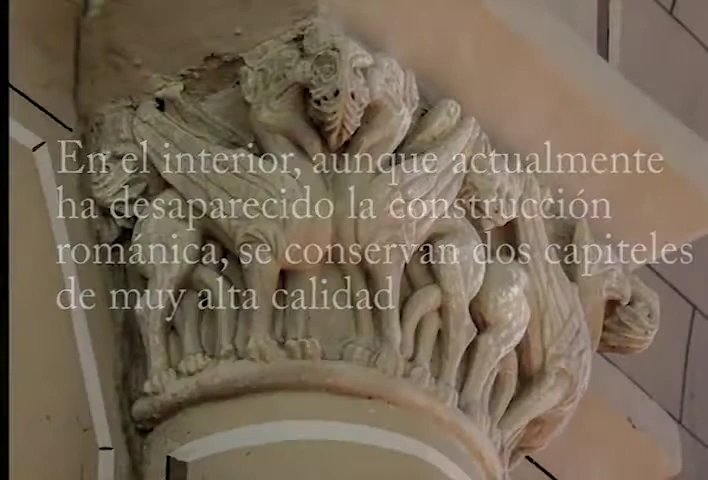 En el interior, aunque actualmente
ha desaparecido la construcción
románica, se conservan dos capiteles
de muy alta calidad